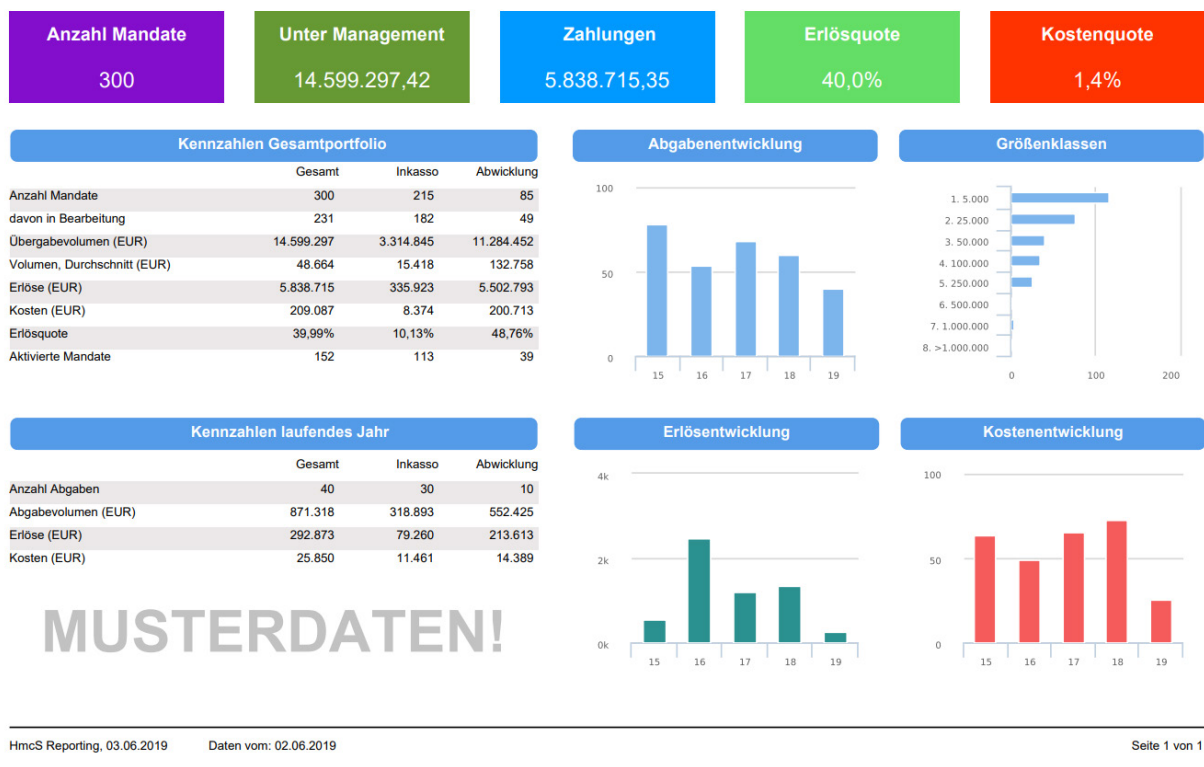 Anzahl Mandate Unter Management Zahlungen Erlösquote Kostenquote
300 14.599.297,42 5.838.715,35 40,0% 1,4%
Kennzahlen Gesamtportfolio
Gesamt Inkasso Abwicklung
Anzahl Mandate 300 215 85
davon in Bearbeitung 231 182 49
Übergabevolumen (EUR) 14.599.297 3.314.845 11.284.452
Volumen, Durchschnitt (EUR) 48.664 15.418 132.758
Erlöse (EUR) 5.838.715 335.923 5.502.793
Kosten (EUR) 209.087 8.374 200.713
Erlösquote 39,99% 10,13% 48,76%
Aktivierte Mandate 152 113 39
Abgabenentwicklung
100
50
0
15 16 17 18 19
Größenklassen
1. 5.000
2. 25.000
3. 50.000
4. 100.000
5. 250.000
6. 500.000
7. 1.000.000
8. >1.000.000
0 100 200
Kennzahlen laufendes Jahr
Gesamt Inkasso Abwicklung
Anzahl Abgaben 40 30 10
Abgabevolumen (EUR) 871.318 318.893 552.425
Erlöse (EUR) 292.873 79.260 213.613
Kosten (EUR) 25.850 11.461 14.389
MUSTERDATEN!
Erlösentwicklung
4k
2k
0k
15 16 17 18 19
Kostenentwicklung
100
50
0
15 16 17 18 19
HmcS Reporting, 03.06.2019 Daten vom: 02.06.2019 Seite 1 von 1